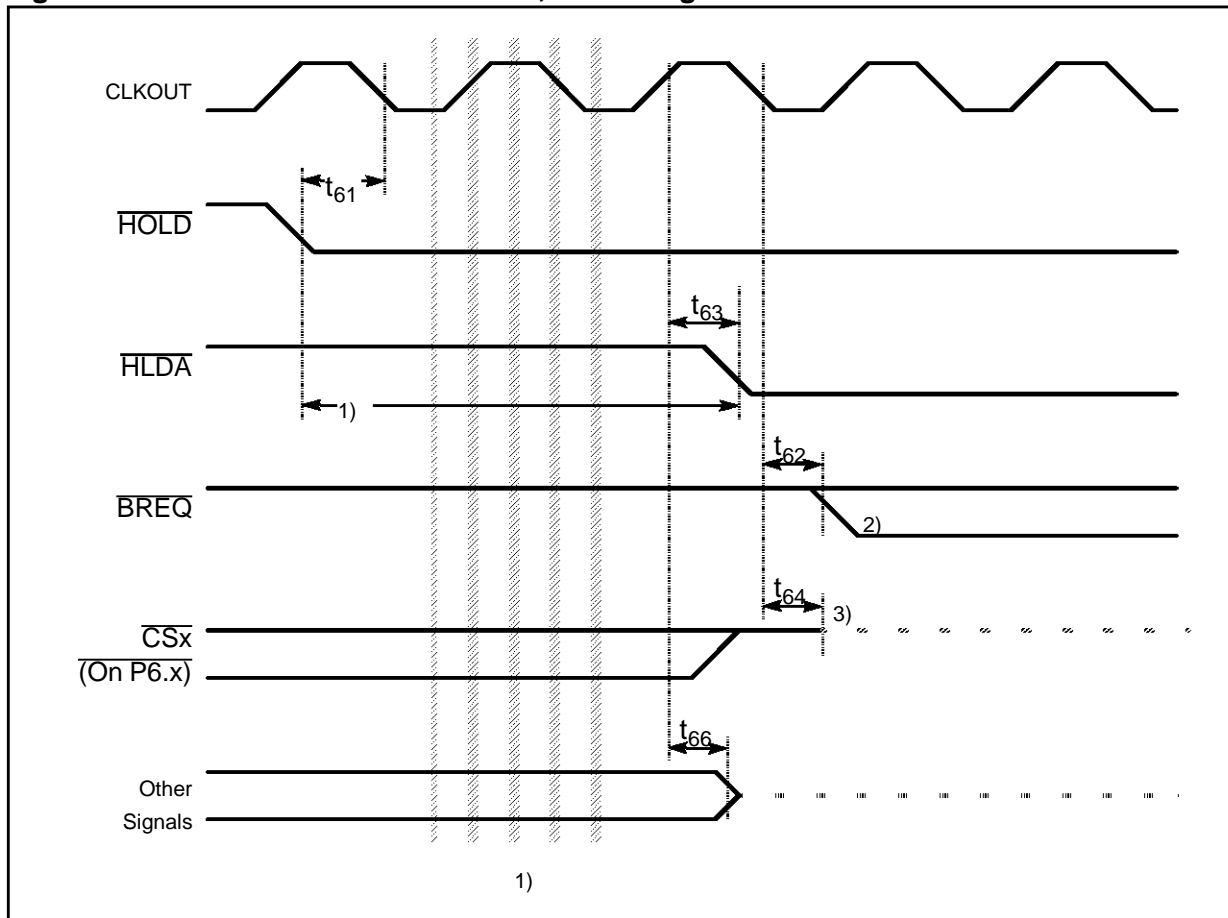 CLKOUT
t61
HOLD
t63
HLDA
1)
t62
BREQ
2)
t64
3)
CSx
(On P6.x)
t66
Other
Signals
1)